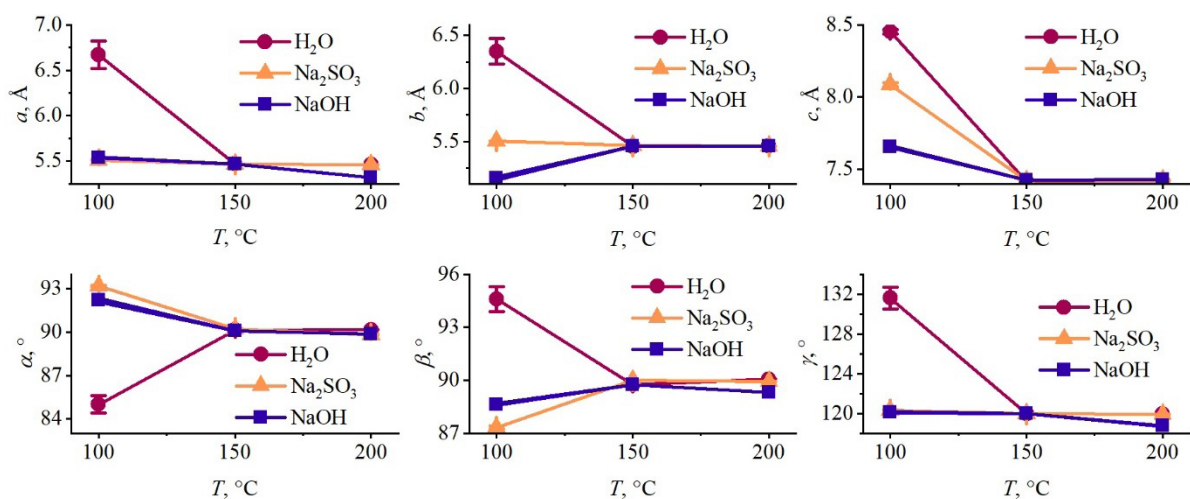 a, Å
7.0
6.5
6.0
5.5
100
150
200
T, °C
H₂O
Na₂SO₃
NaOH
b, Å
6.5
6.0
5.5
100
150
200
T, °C
H₂O
Na₂SO₃
NaOH
c, Å
8.5
8.0
7.5
100
150
200
T, °C
H₂O
Na₂SO₃
NaOH
α, °
93
90
87
84
100
150
200
T, °C
H₂O
Na₂SO₃
NaOH
β, °
96
93
90
87
100
150
200
T, °C
H₂O
Na₂SO₃
NaOH
γ, °
132
126
120
100
150
200
T, °C
H₂O
Na₂SO₃
NaOH